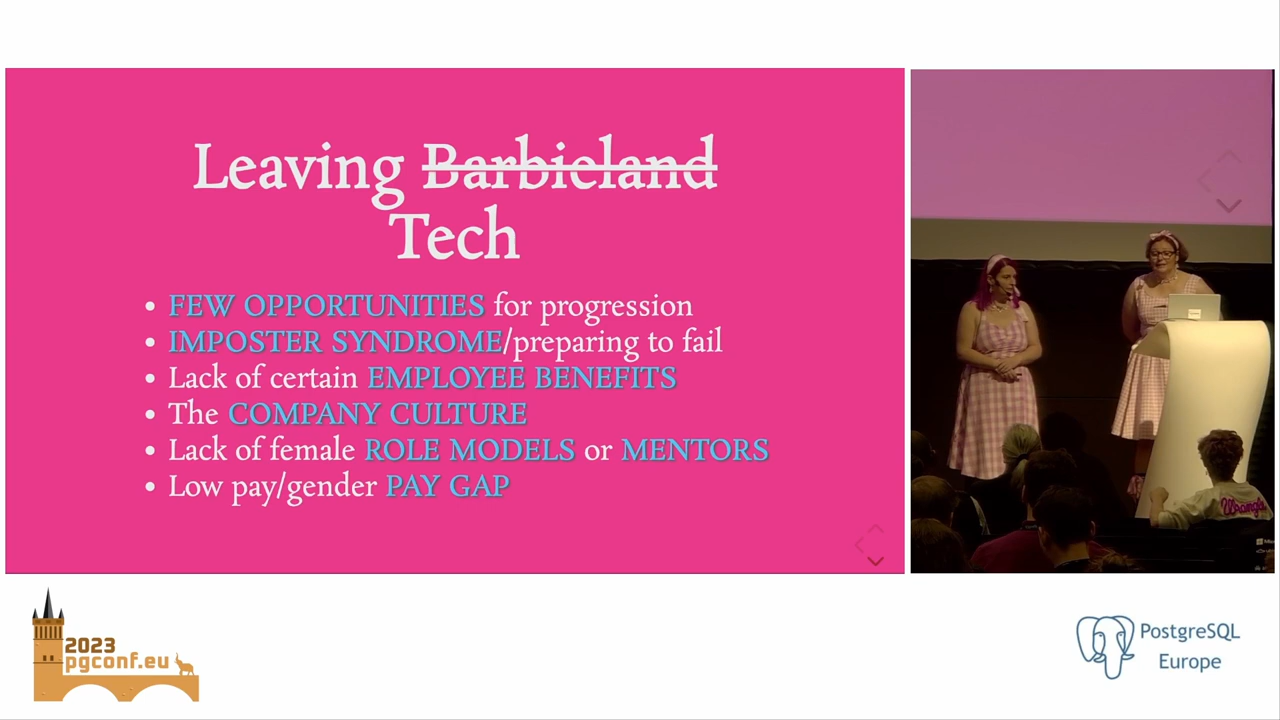 Leaving Barbieland
Tech
• FEW OPPORTUNITIES for progression
• IMPOSTER SYNDROME/preparing to fail
• Lack of certain EMPLOYEE BENEFITS
• The COMPANY CULTURE
• Lack of female ROLE MODELS or MENTORS
• Low pay/gender PAY GAP
Wrangler
2023
pgconf.eu
PostgreSQL
Europe